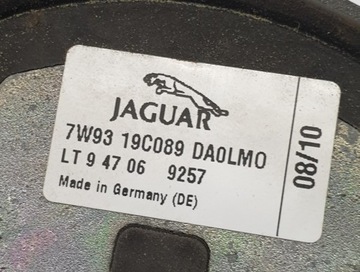 JAGUAR
7W93 19C089 DA0LMO
LT 9 47 06 9257
Made in Germany (DE)
08/10